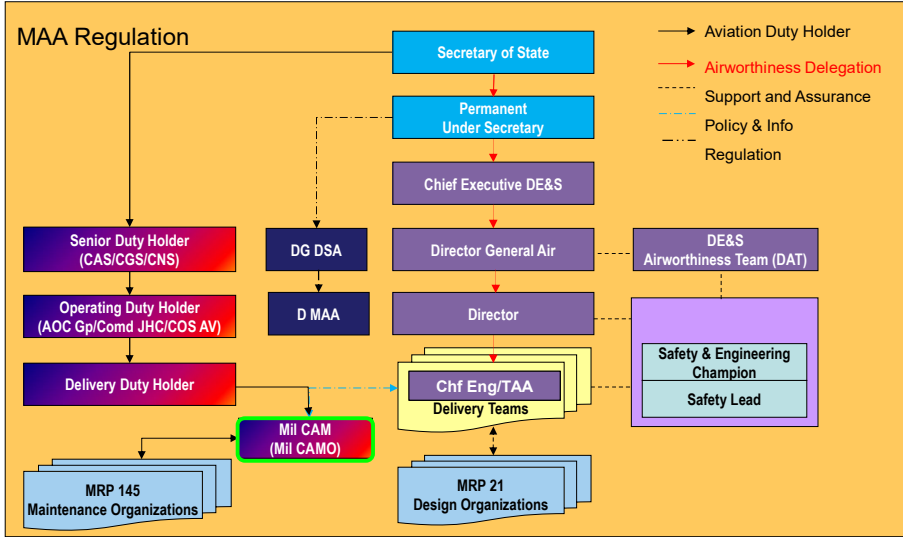 MAA Regulation
Secretary of State
Permanent
Under Secretary
Chief Executive DE&S
Senior Duty Holder
(CAS/CGS/CNS)
DG DSA
Director General Air
DE&S
Airworthiness Team (DAT)
Operating Duty Holder
(AOC Gp/Comd JHC/COS AV)
D MAA
Director
Safety & Engineering
Champion
Safety Lead
Delivery Duty Holder
Chf Eng/TAA
Delivery Teams
Mil CAM
(Mil CAMO)
MRP 145
Maintenance Organizations
MRP 21
Design Organizations
Aviation Duty Holder
Airworthiness Delegation
Support and Assurance
Policy & Info
Regulation